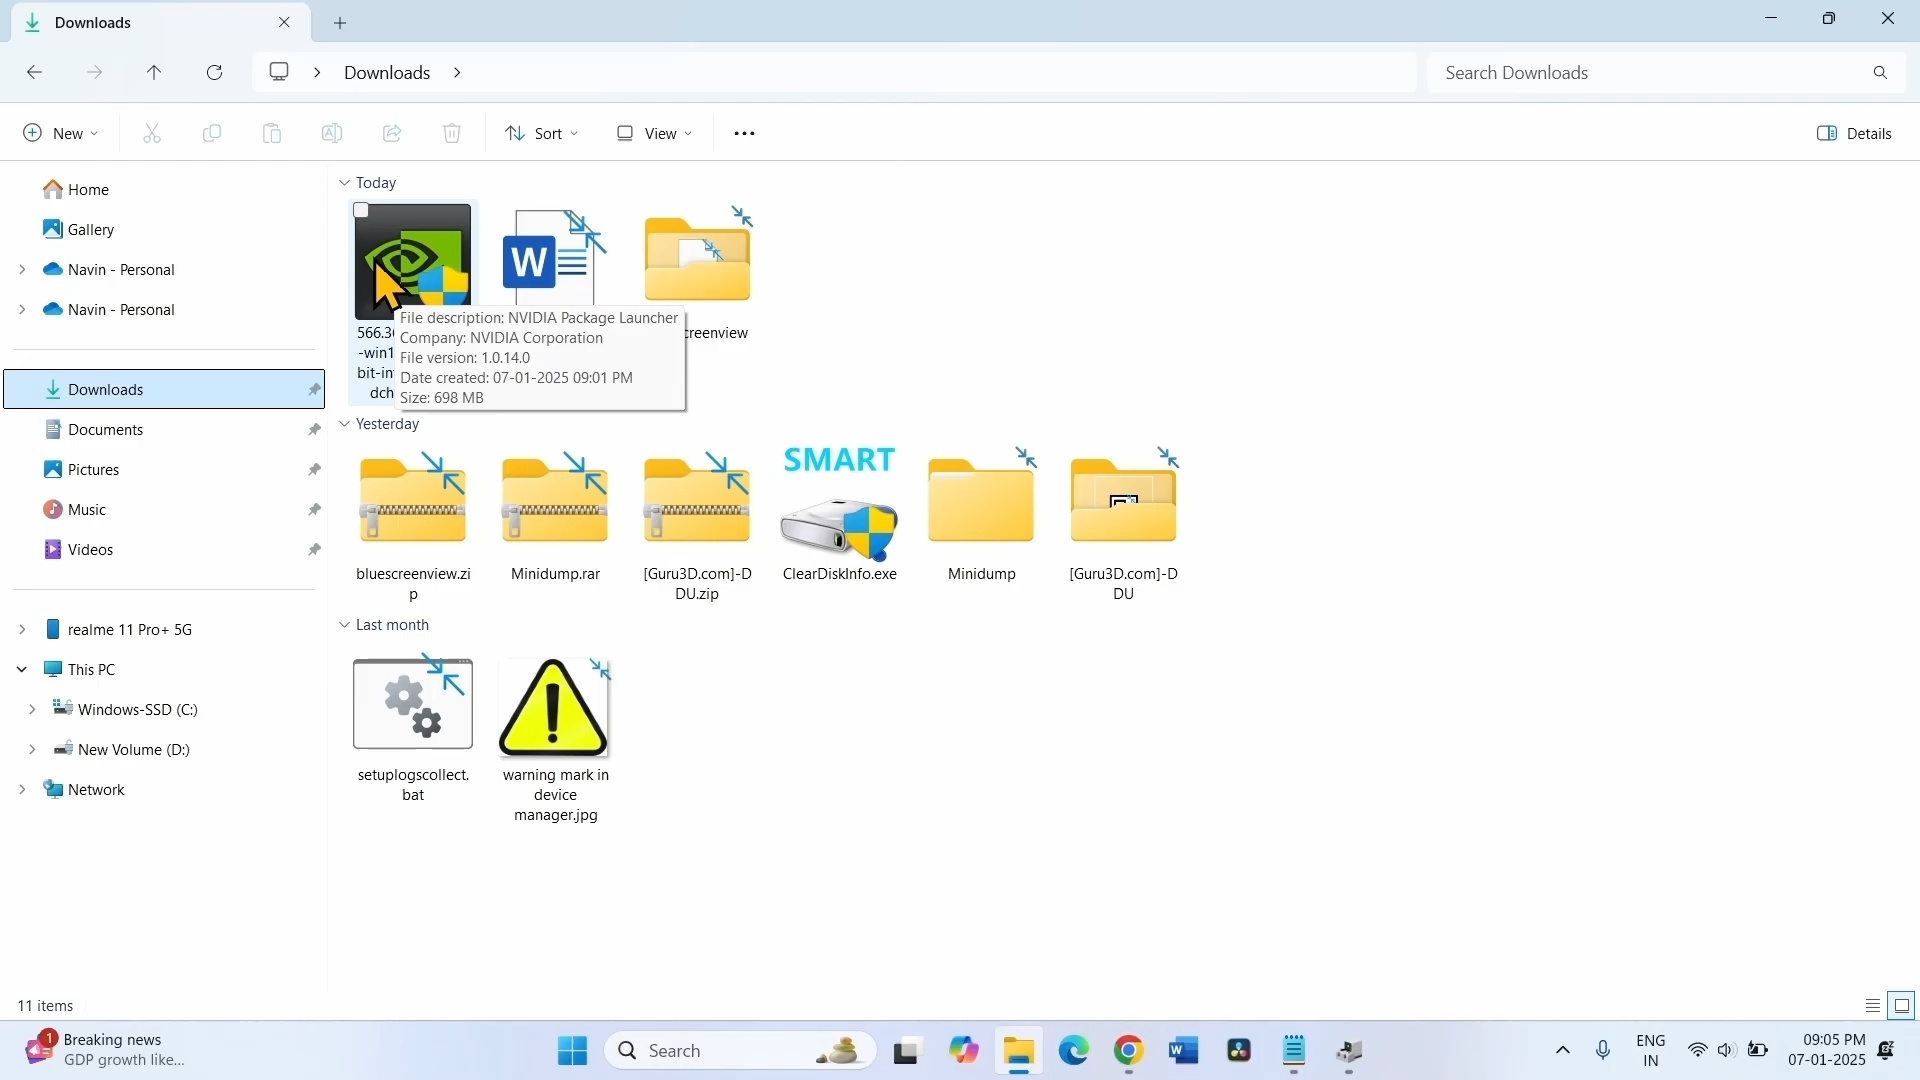 Downloads
Downloads
Search Downloads
New
Sort
View
Details
Home
Gallery
Navin - Personal
Navin - Personal
Downloads
Documents
Pictures
Music
Videos
realme 11 Pro+ 5G
This PC
Windows-SSD (C:)
New Volume (D:)
Network
Today
W
File description: NVIDIA Package Launcher
Company: NVIDIA Corporation
File version: 1.0.14.0
Date created: 07-01-2025 09:01 PM
Size: 698 MB
creenview
Yesterday
SMART
bluescreenview.zi
p
Minidump.rar
[Guru3D.com]-D
DU.zip
ClearDiskInfo.exe
Minidump
[Guru3D.com]-D
DU
Last month
setuplogscollect.
bat
warning mark in
device
manager.jpg
11 items
1
Breaking news
GDP growth like...
Search
W
ENG
IN
09:05 PM
07-01-2025